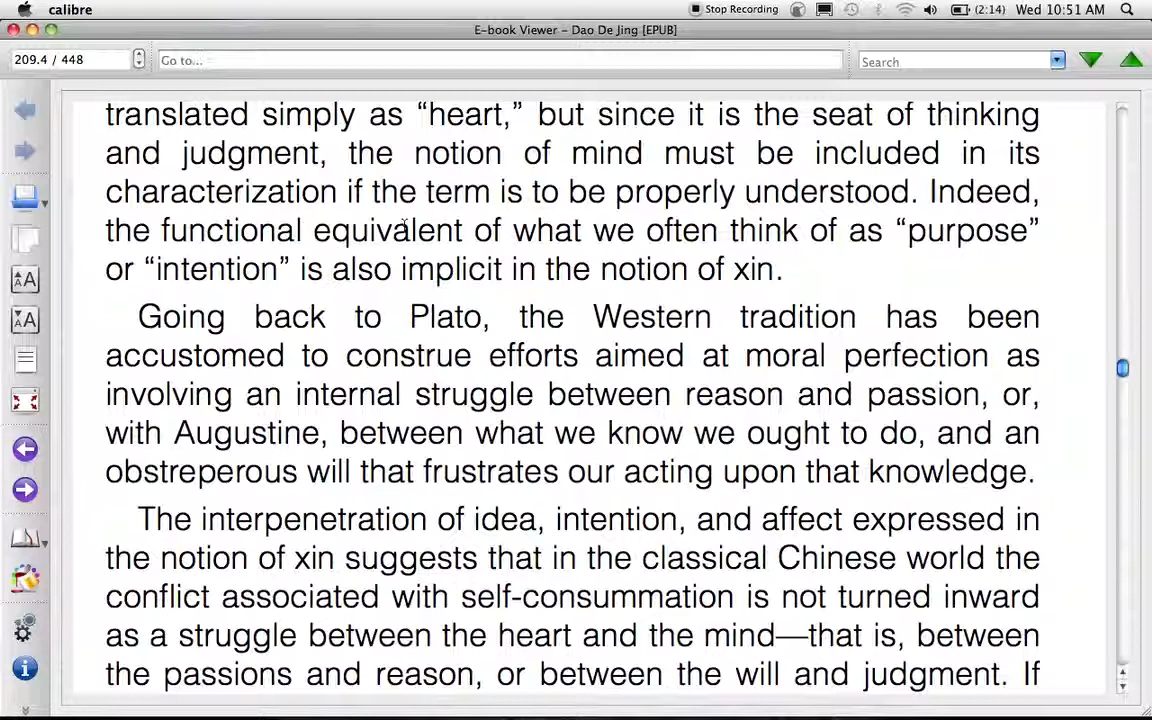 calibre
Stop Recording
(2:14)
Wed 10:51 AM
E-book Viewer – Dao De Jing [EPUB]
209.4 / 448
Go to...
Search
translated simply as “heart,” but since it is the seat of thinking
and judgment, the notion of mind must be included in its
characterization if the term is to be properly understood. Indeed,
the functional equivalent of what we often think of as “purpose”
or “intention” is also implicit in the notion of xin.
Going back to Plato, the Western tradition has been
accustomed to construe efforts aimed at moral perfection as
involving an internal struggle between reason and passion, or,
with Augustine, between what we know we ought to do, and an
obstreperous will that frustrates our acting upon that knowledge.
The interpenetration of idea, intention, and affect expressed in
the notion of xin suggests that in the classical Chinese world the
conflict associated with self-consummation is not turned inward
as a struggle between the heart and the mind—that is, between
the passions and reason, or between the will and judgment. If